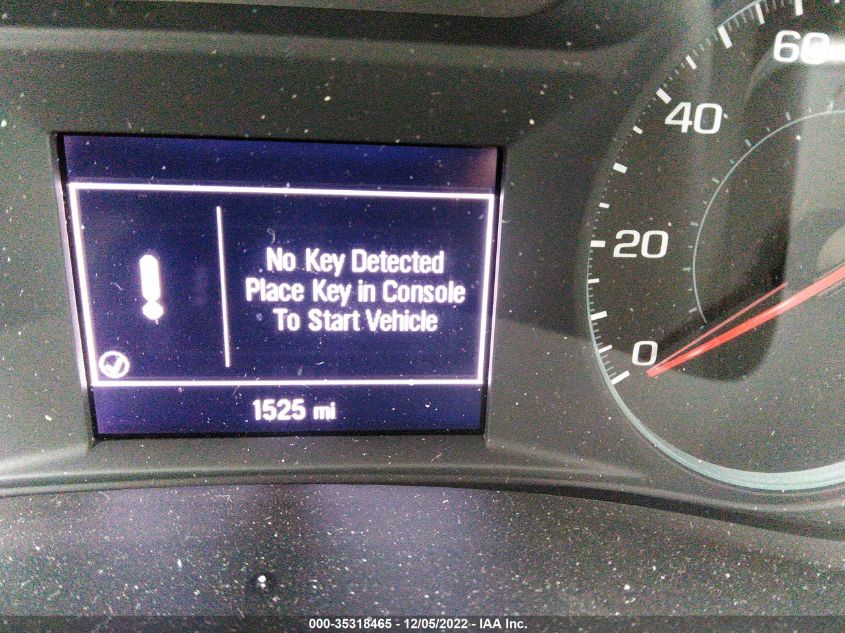 60
40
20
0
No Key Detected
Place Key in Console
To Start Vehicle
1525 mi
000-35318465 - 12/05/2022 - IAA Inc.